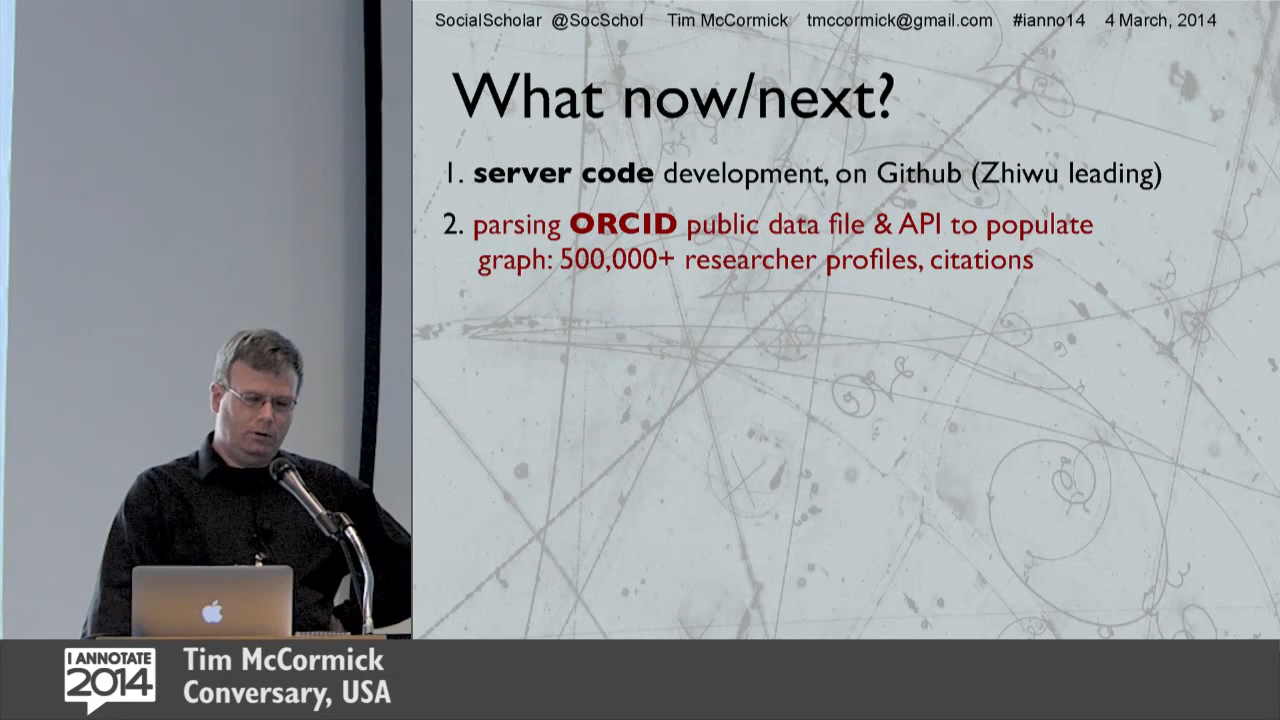 SocialScholar @SocSchol Tim McCormick tmccormick@gmail.com #ianno14 4 March, 2014
What now/next?
1. server code development, on Github (Zhiwu leading)
2. parsing ORCID public data file & API to populate
graph: 500,000+ researcher profiles, citations
I ANNOTATE
2014
Tim McCormick
Conversary, USA